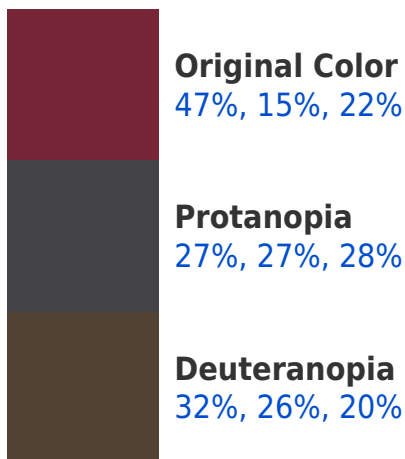 Original Color
47%, 15%, 22%
Protanopia
27%, 27%, 28%
Deuteranopia
32%, 26%, 20%